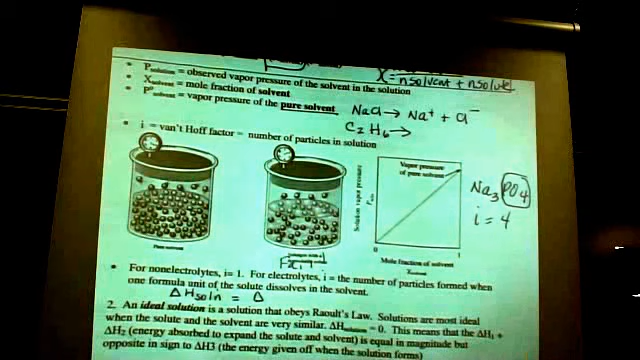 X = nsolvent + nsolute
• Psolution = observed vapor pressure of the solvent in the solution
• Xsolvent = mole fraction of solvent
• P°solvent = vapor pressure of the pure solvent
NaCl → Na+ + Cl−
C2H6 →
• i = van't Hoff factor = number of particles in solution
Vapor pressure
of pure solvent
Solution vapor pressure
Na3PO4
i = 4
0
1
Pure solvent
Mole fraction of solvent
Xsolvent
• For nonelectrolytes, i= 1. For electrolytes, i = the number of particles formed when
one formula unit of the solute dissolves in the solvent.
ΔHsoln = Δ
2. An ideal solution is a solution that obeys Raoult's Law. Solutions are most ideal
when the solute and the solvent are very similar. ΔHsolution = 0. This means that the ΔH1 +
ΔH2 (energy absorbed to expand the solute and solvent) is equal in magnitude but
opposite in sign to ΔH3 (the energy given off when the solution forms)